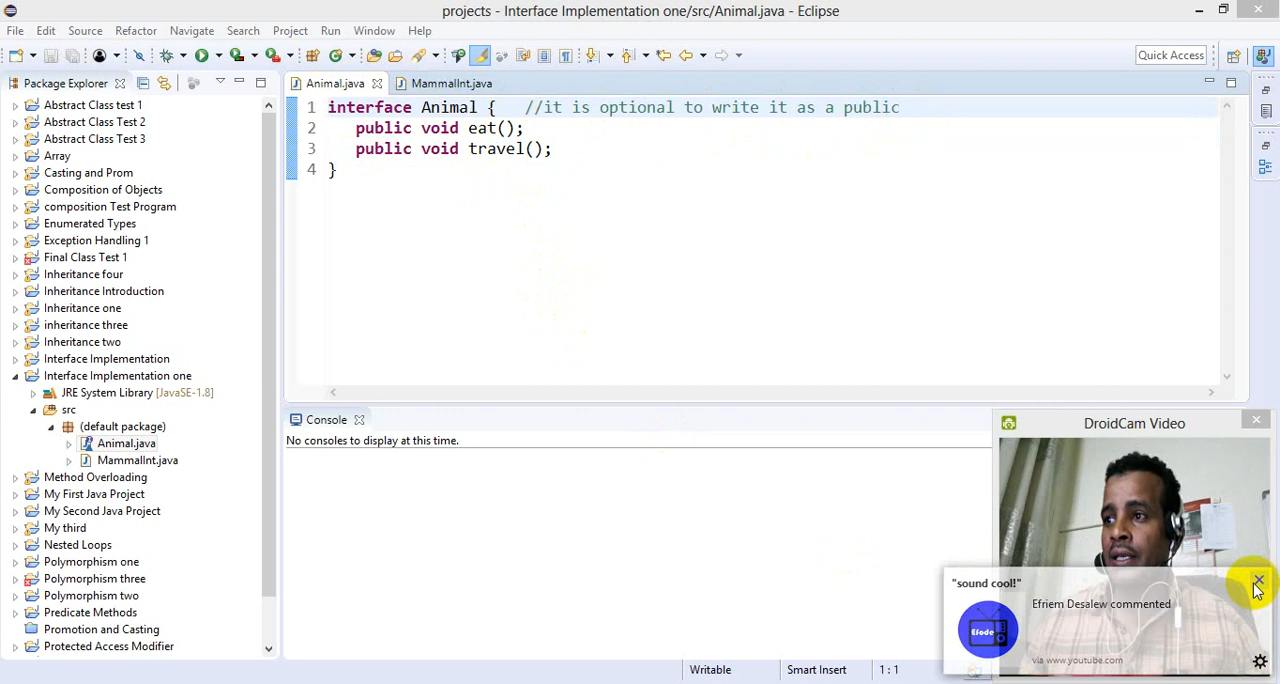 projects - Interface Implementation one/src/Animal.java - Eclipse
File Edit Source Refactor Navigate Search Project Run Window Help
Quick Access
Package Explorer
Abstract Class test 1
Abstract Class Test 2
Abstract Class Test 3
Array
Casting and Prom
Composition of Objects
composition Test Program
Enumerated Types
Exception Handling 1
Final Class Test 1
Inheritance four
Inheritance Introduction
Inheritance one
inheritance three
Inheritance two
Interface Implementation
Interface Implementation one
JRE System Library [JavaSE-1.8]
src
(default package)
Animal.java
MammalInt.java
Method Overloading
My First Java Project
My Second Java Project
My third
Nested Loops
Polymorphism one
Polymorphism three
Polymorphism two
Predicate Methods
Promotion and Casting
Protected Access Modifier
Animal.java MammalInt.java
1 interface Animal { //it is optional to write it as a public
2 public void eat();
3 public void travel();
4 }
Console
No consoles to display at this time.
DroidCam Video
"sound cool!"
Efriem Desalew commented
Efode
via www.youtube.com
Writable Smart Insert 1 : 1